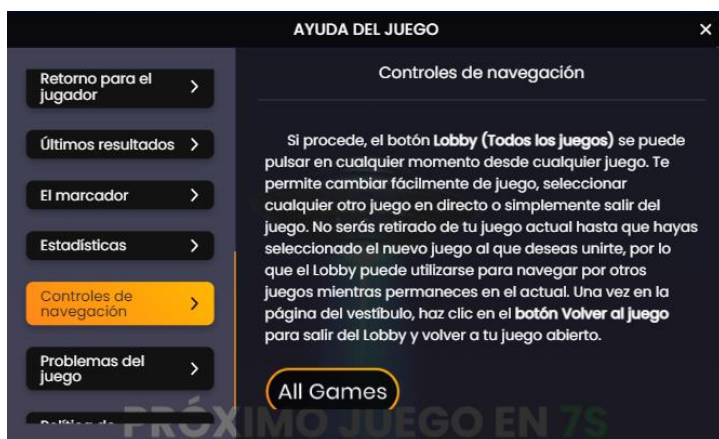 AYUDA DEL JUEGO
Retorno para el
jugador
Últimos resultados
El marcador
Estadísticas
Controles de
navegación
Problemas del
juego
Política de
Controles de navegación
Si procede, el botón Lobby (Todos los juegos) se puede
pulsar en cualquier momento desde cualquier juego. Te
permite cambiar fácilmente de juego, seleccionar
cualquier otro juego en directo o simplemente salir del
juego. No serás retirado de tu juego actual hasta que hayas
seleccionado el nuevo juego al que deseas unirte, por lo
que el Lobby puede utilizarse para navegar por otros
juegos mientras permaneces en el actual. Una vez en la
página del vestíbulo, haz clic en el botón Volver al juego
para salir del Lobby y volver a tu juego abierto.
All Games
PRÓXIMO JUEGO EN 7S